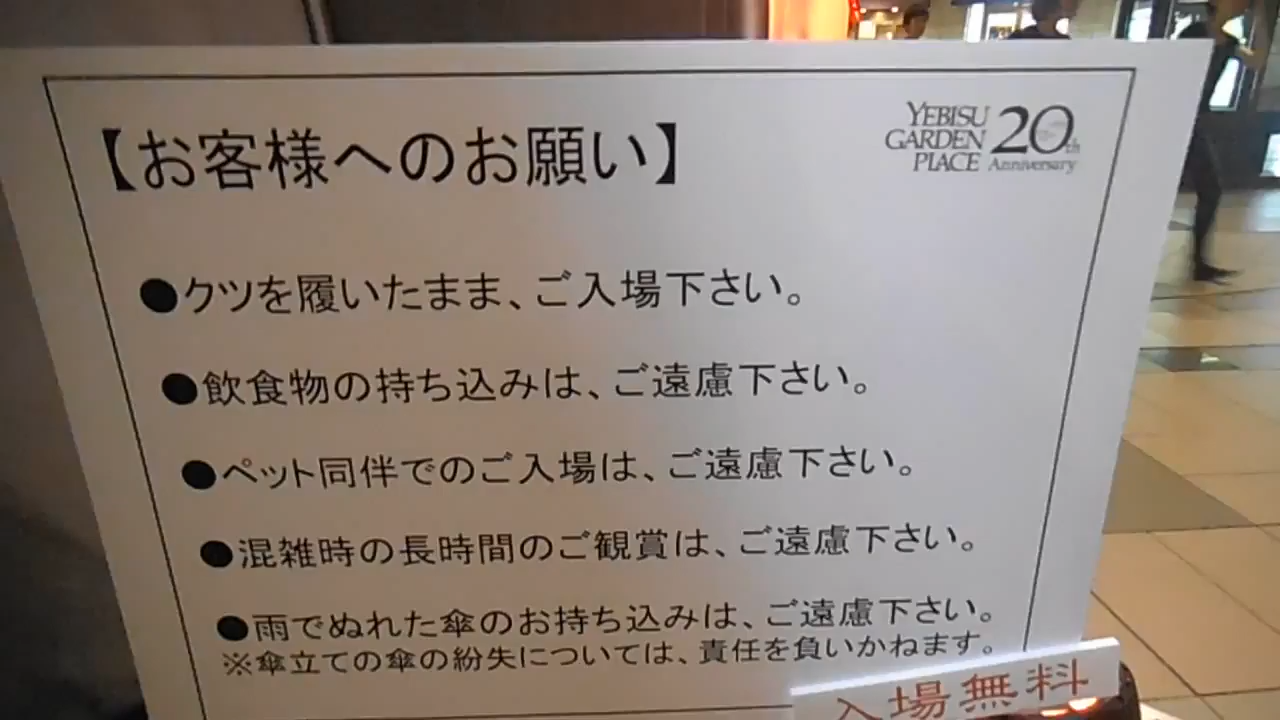 【お客様へのお願い】
YEBISU
GARDEN
PLACE
20th
Anniversary
●クツを履いたまま、ご入場下さい。
●飲食物の持ち込みは、ご遠慮下さい。
●ペット同伴でのご入場は、ご遠慮下さい。
●混雑時の長時間のご観賞は、ご遠慮下さい。
●雨でぬれた傘のお持ち込みは、ご遠慮下さい。
※傘立ての傘の紛失については、責任を負いかねます。
入場無料